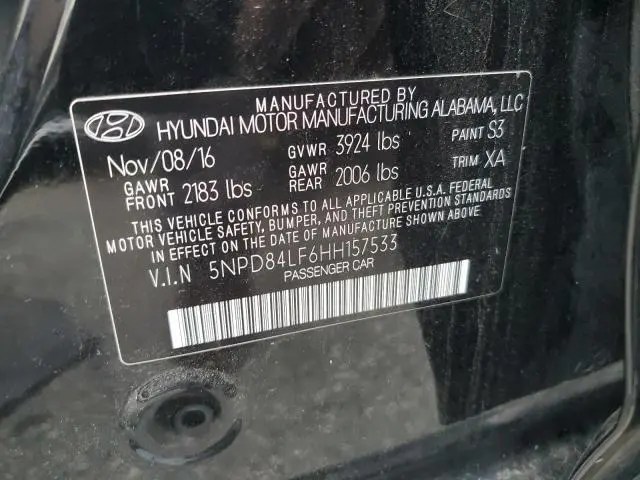 MANUFACTURED BY
HYUNDAI MOTOR MANUFACTURING ALABAMA, LLC
Nov/08/16 GVWR 3924 lbs PAINT S3
GAWR FRONT 2183 lbs GAWR REAR 2006 lbs TRIM XA
THIS VEHICLE CONFORMS TO ALL APPLICABLE U.S.A. FEDERAL
MOTOR VEHICLE SAFETY, BUMPER, AND THEFT PREVENTION STANDARDS
IN EFFECT ON THE DATE OF MANUFACTURE SHOWN ABOVE.
V.I.N 5NPD84LF6HH157533
PASSENGER CAR